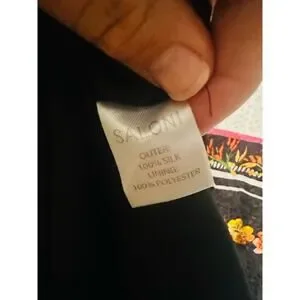 SALONI
OUTER:
100% SILK
LINING:
100% POLYESTER